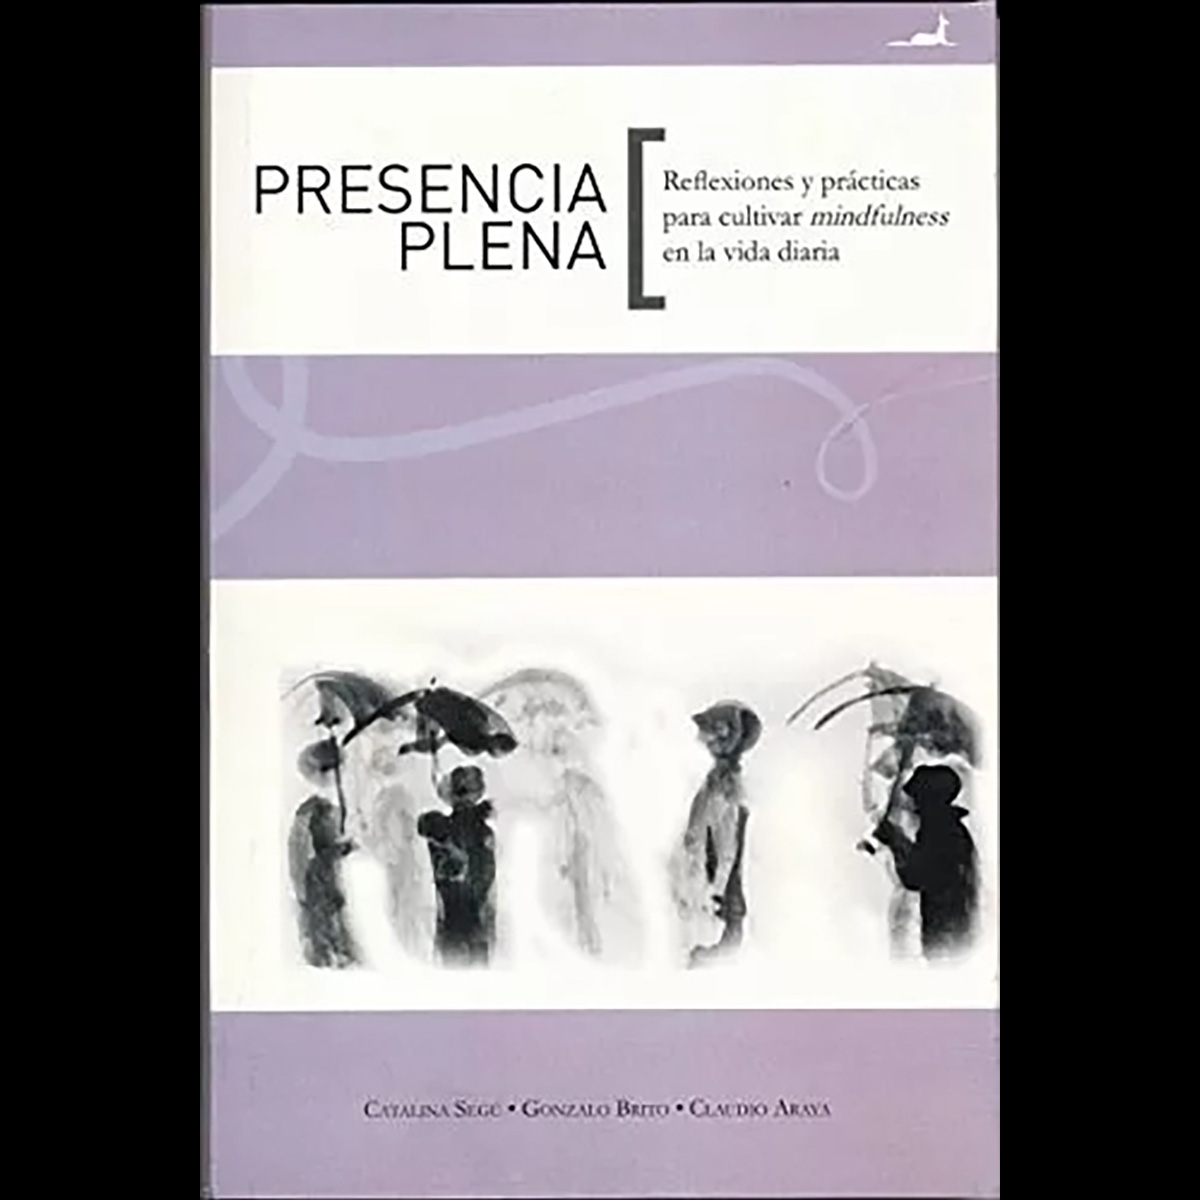 PRESENCIA
PLENA
Reflexiones y prácticas
para cultivar mindfulness
en la vida diaria
CATALINA SEGÚ • GONZALO BRITO • CLAUDIO ARAYA